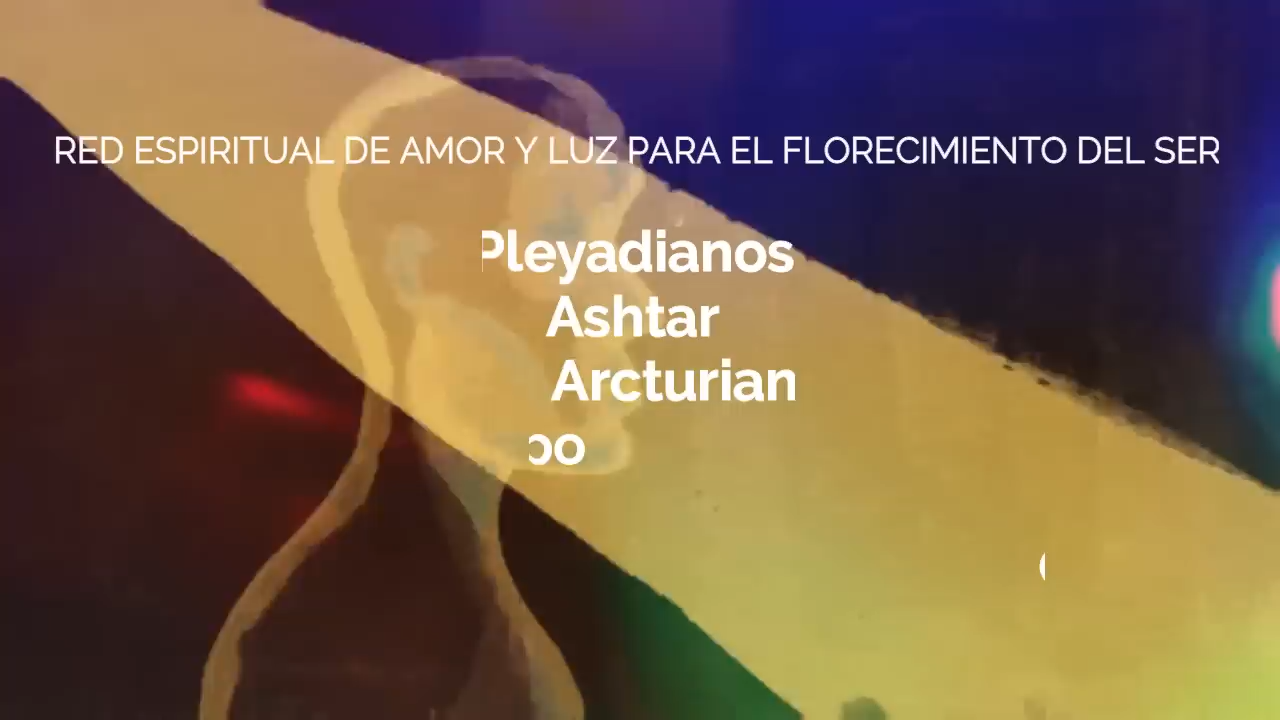 RED ESPIRITUAL DE AMOR Y LUZ PARA EL FLORECIMIENTO DEL SER
Pleyadianos
Ashtar
Arcturian